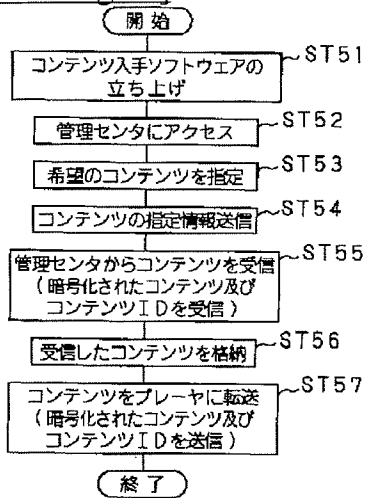 開 始
コンテンツ入手ソフトウェアの
立ち上げ
ST51
管理センタにアクセス
ST52
希望のコンテンツを指定
ST53
コンテンツの指定情報送信
ST54
管理センタからコンテンツを受信
(暗号化されたコンテンツ及び
コンテンツIDを受信)
ST55
受信したコンテンツを格納
ST56
コンテンツをプレーヤに転送
(暗号化されたコンテンツ及び
コンテンツIDを送信)
ST57
終 了